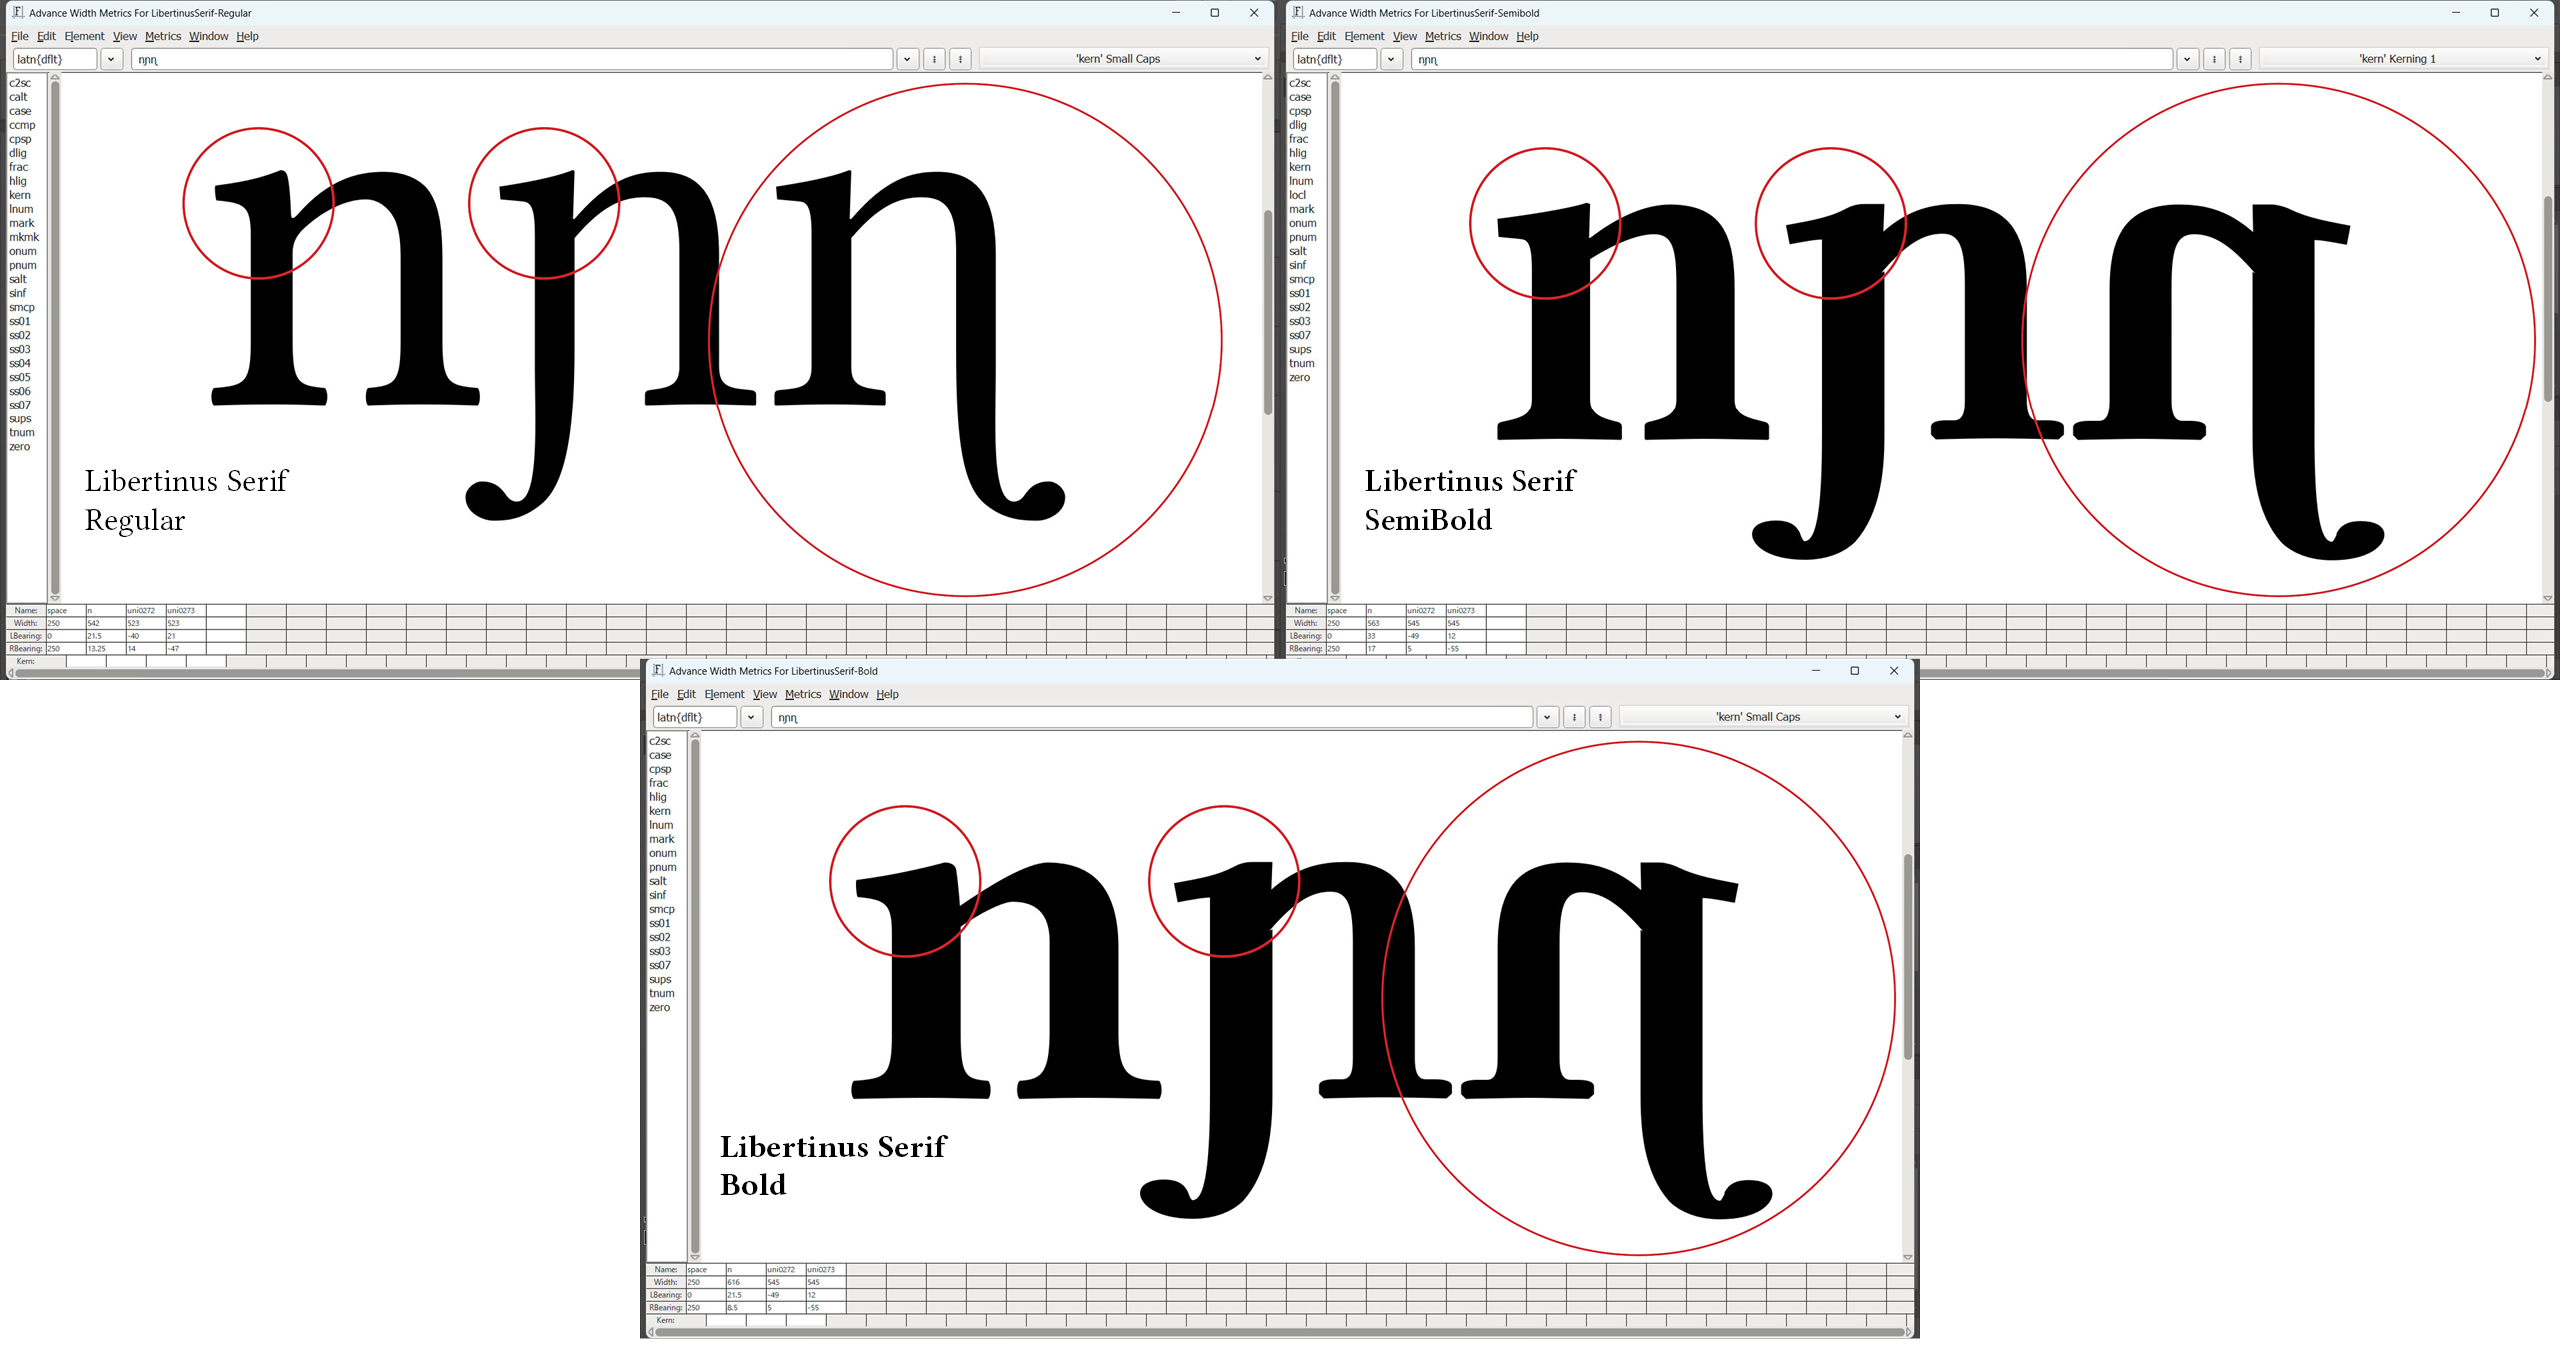 Advance Width Metrics For LibertinusSerif-Regular
File Edit Element View Metrics Window Help
latn{dflt} nɲɳ 'kern' Small Caps
c2sc
calt
case
ccmp
cpsp
dlig
frac
hlig
kern
lnum
mark
mkmk
onum
pnum
salt
sinf
smcp
ss01
ss02
ss03
ss04
ss05
ss06
ss07
sups
tnum
zero
nɲɳ
Libertinus Serif
Regular
Name: space n uni0272 uni0273
Width: 250 542 523 523
LBearing: 0 21.5 -40 21
RBearing: 250 13.25 14 -47
Kern:
Advance Width Metrics For LibertinusSerif-Semibold
File Edit Element View Metrics Window Help
latn{dflt} nɲɳ 'kern' Kerning 1
c2sc
case
cpsp
dlig
frac
hlig
kern
lnum
locl
mark
onum
pnum
salt
sinf
smcp
ss01
ss02
ss03
ss07
sups
tnum
zero
nɲɳ
Libertinus Serif
SemiBold
Name: space n uni0272 uni0273
Width: 250 563 545 545
LBearing: 0 33 -49 12
RBearing: 250 17 5 -55
Advance Width Metrics For LibertinusSerif-Bold
File Edit Element View Metrics Window Help
latn{dflt} nɲɳ 'kern' Small Caps
c2sc
case
cpsp
frac
hlig
kern
lnum
mark
onum
pnum
salt
sinf
smcp
ss01
ss02
ss03
ss07
sups
tnum
zero
nɲɳ
Libertinus Serif
Bold
Name: space n uni0272 uni0273
Width: 250 616 545 545
LBearing: 0 21.5 -49 12
RBearing: 250 8.5 5 -55
Kern: